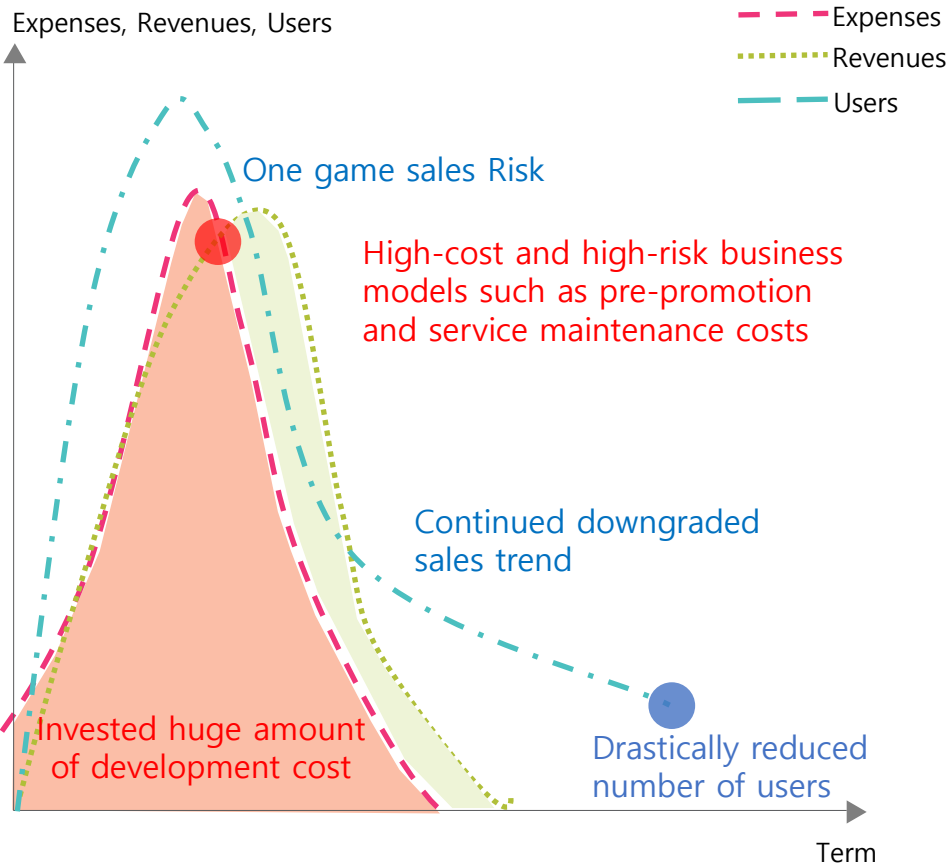 Expenses, Revenues, Users
Expenses
Revenues
Users
One game sales Risk
High-cost and high-risk business
models such as pre-promotion
and service maintenance costs
Continued downgraded
sales trend
Invested huge amount
of development cost
Drastically reduced
number of users
Term